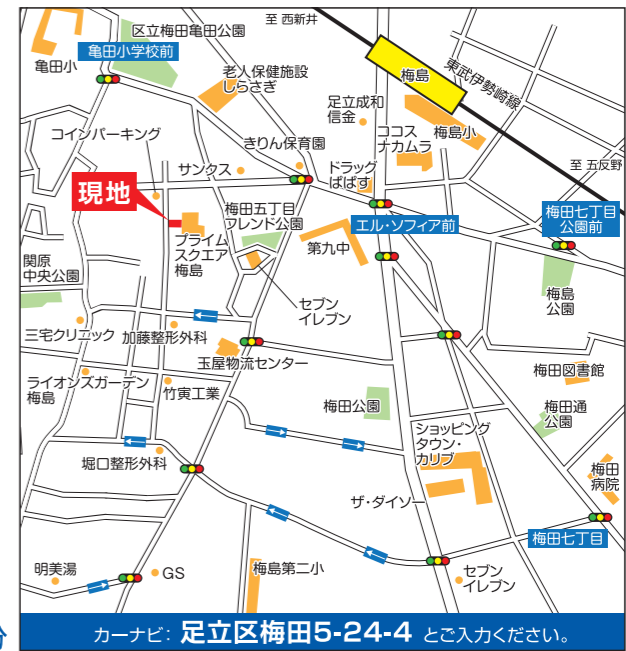 至 西新井
区立梅田亀田公園
亀田小学校前
亀田小
老人保健施設
しらさぎ
梅島
東武伊勢崎線
足立成和
信金
ココス
ナカムラ
梅島小
コインパーキング
きりん保育園
サンクス
ドラッグ
ぱぱす
至 五反野
現地
梅田五丁目
フレンド公園
エル・ソフィア前
梅田七丁目
公園前
プライム
スクエア
梅島
第九中
関原
中央公園
セブン
イレブン
梅島
公園
三宅クリニック
加藤整形外科
玉屋物流センター
梅田図書館
ライオンズガーデン
梅島
竹寅工業
梅田公園
梅田通
公園
ショッピング
タウン・
カリブ
堀口整形外科
梅田
病院
ザ・ダイソー
梅田七丁目
明美湯
GS
梅島第二小
セブン
イレブン
分
カーナビ: 足立区梅田5-24-4 とご入力ください。